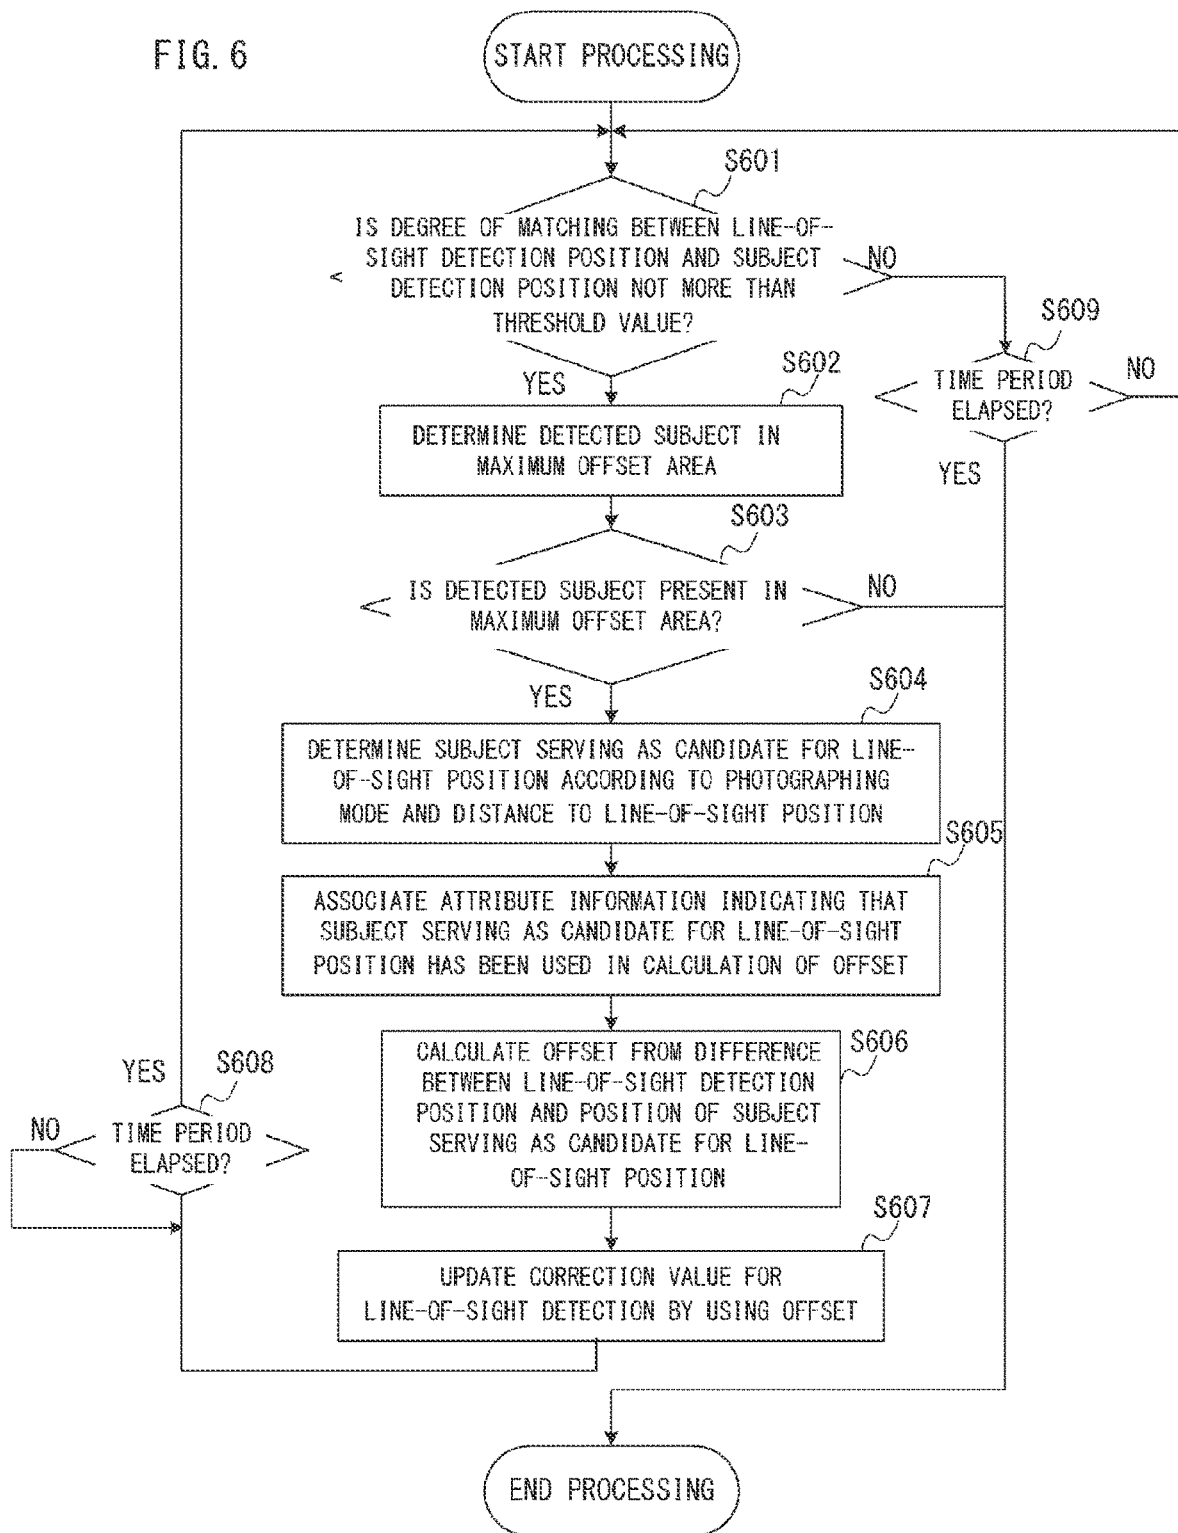 FIG. 6
START PROCESSING
S601
IS DEGREE OF MATCHING BETWEEN LINE-OF-
SIGHT DETECTION POSITION AND SUBJECT
DETECTION POSITION NOT MORE THAN
THRESHOLD VALUE?
NO
YES
S609
TIME PERIOD
ELAPSED?
NO
YES
S602
DETERMINE DETECTED SUBJECT IN
MAXIMUM OFFSET AREA
S603
IS DETECTED SUBJECT PRESENT IN
MAXIMUM OFFSET AREA?
NO
YES
S604
DETERMINE SUBJECT SERVING AS CANDIDATE FOR LINE-
OF-SIGHT POSITION ACCORDING TO PHOTOGRAPHING
MODE AND DISTANCE TO LINE-OF-SIGHT POSITION
S605
ASSOCIATE ATTRIBUTE INFORMATION INDICATING THAT
SUBJECT SERVING AS CANDIDATE FOR LINE-OF-SIGHT
POSITION HAS BEEN USED IN CALCULATION OF OFFSET
S606
CALCULATE OFFSET FROM DIFFERENCE
BETWEEN LINE-OF-SIGHT DETECTION
POSITION AND POSITION OF SUBJECT
SERVING AS CANDIDATE FOR LINE-
OF-SIGHT POSITION
S607
UPDATE CORRECTION VALUE FOR
LINE-OF-SIGHT DETECTION BY USING OFFSET
YES
S608
NO
TIME PERIOD
ELAPSED?
END PROCESSING